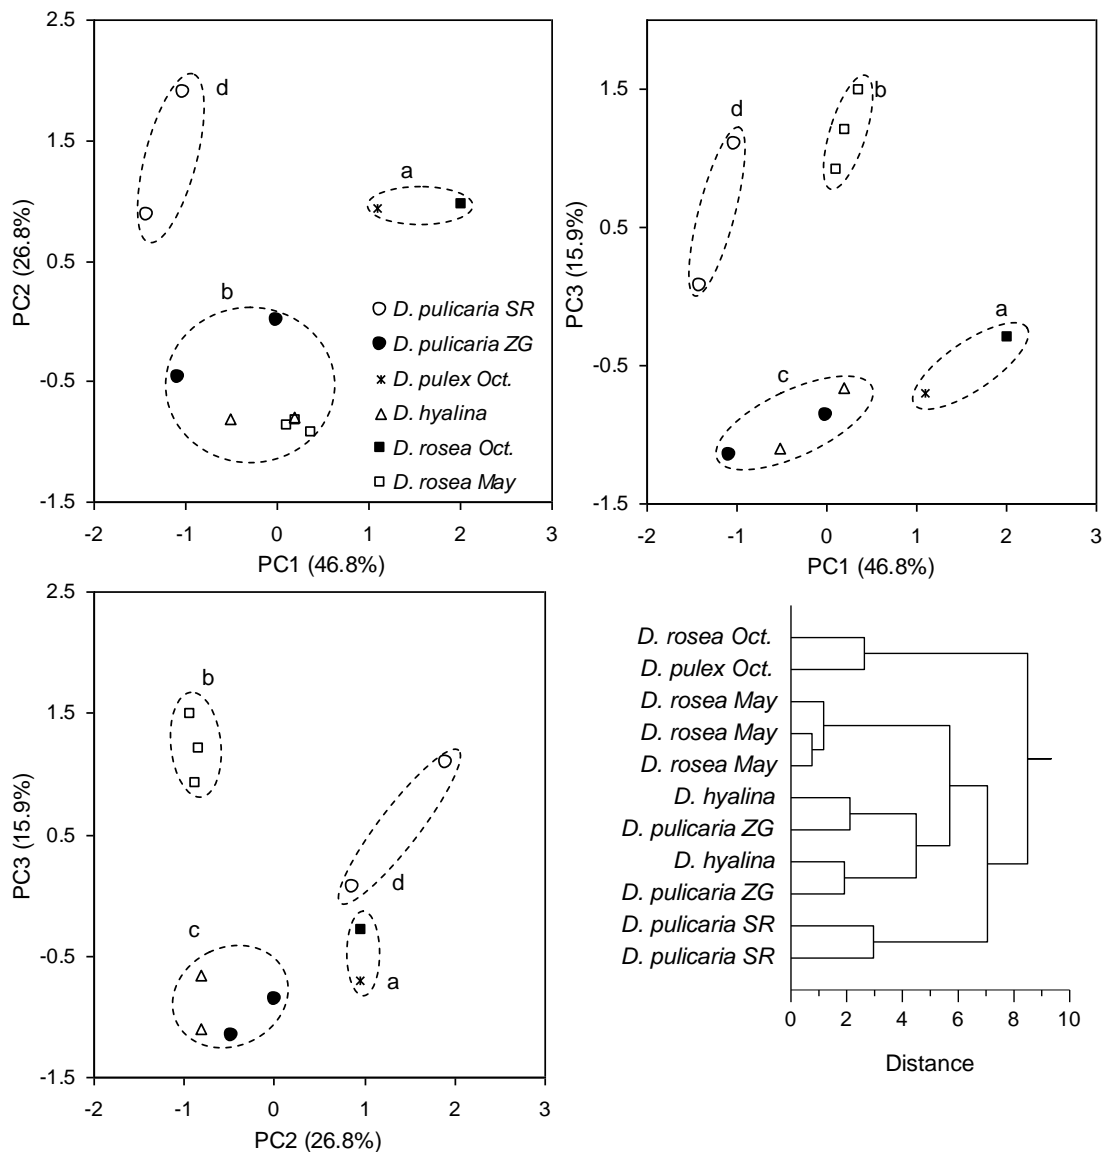 2.5
1.5
0.5
-0.5
-1.5
PC2 (26.8%)
d
a
b
D. pulicaria SR
D. pulicaria ZG
D. pulex Oct.
D. hyalina
D. rosea Oct.
D. rosea May
-2
-1
0
1
2
3
PC1 (46.8%)
1.5
0.5
-0.5
-1.5
PC3 (15.9%)
d
b
a
c
-2
-1
0
1
2
3
PC1 (46.8%)
2.5
1.5
0.5
-0.5
-1.5
PC3 (15.9%)
b
d
c
a
-2
-1
0
1
2
3
PC2 (26.8%)
D. rosea Oct.
D. pulex Oct.
D. rosea May
D. rosea May
D. rosea May
D. hyalina
D. pulicaria ZG
D. hyalina
D. pulicaria ZG
D. pulicaria SR
D. pulicaria SR
0
2
4
6
8
10
Distance